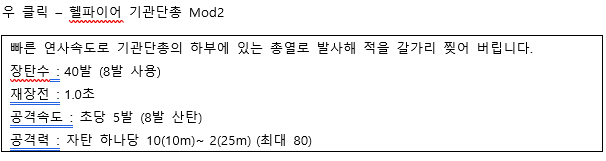 우 클릭 – 헬파이어 기관단총 Mod2
빠른 연사속도로 기관단총의 하부에 있는 총열로 발사해 적을 갈가리 찢어 버립니다.
장탄수 : 40발 (8발 사용)
재장전 : 1.0초
공격속도 : 초당 5발 (8발 산탄)
공격력 : 자탄 하나당 10(10m)~ 2(25m) (최대 80)